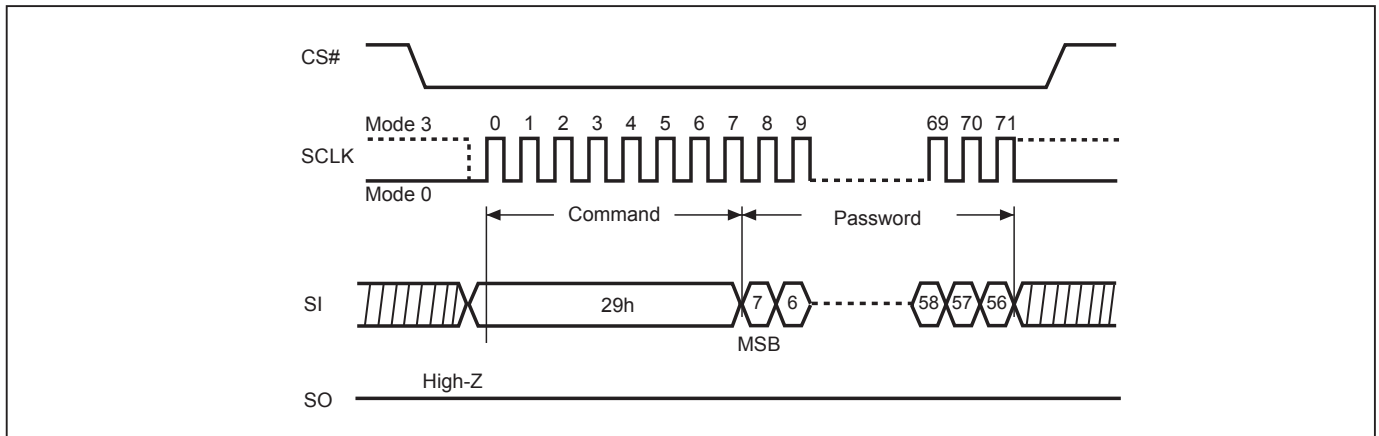 CS#
Mode 3 0 1 2 3 4 5 6 7 8 9 69 70 71
SCLK
Mode 0
Command Password
SI 29h 7 6 58 57 56
MSB
High-Z
SO